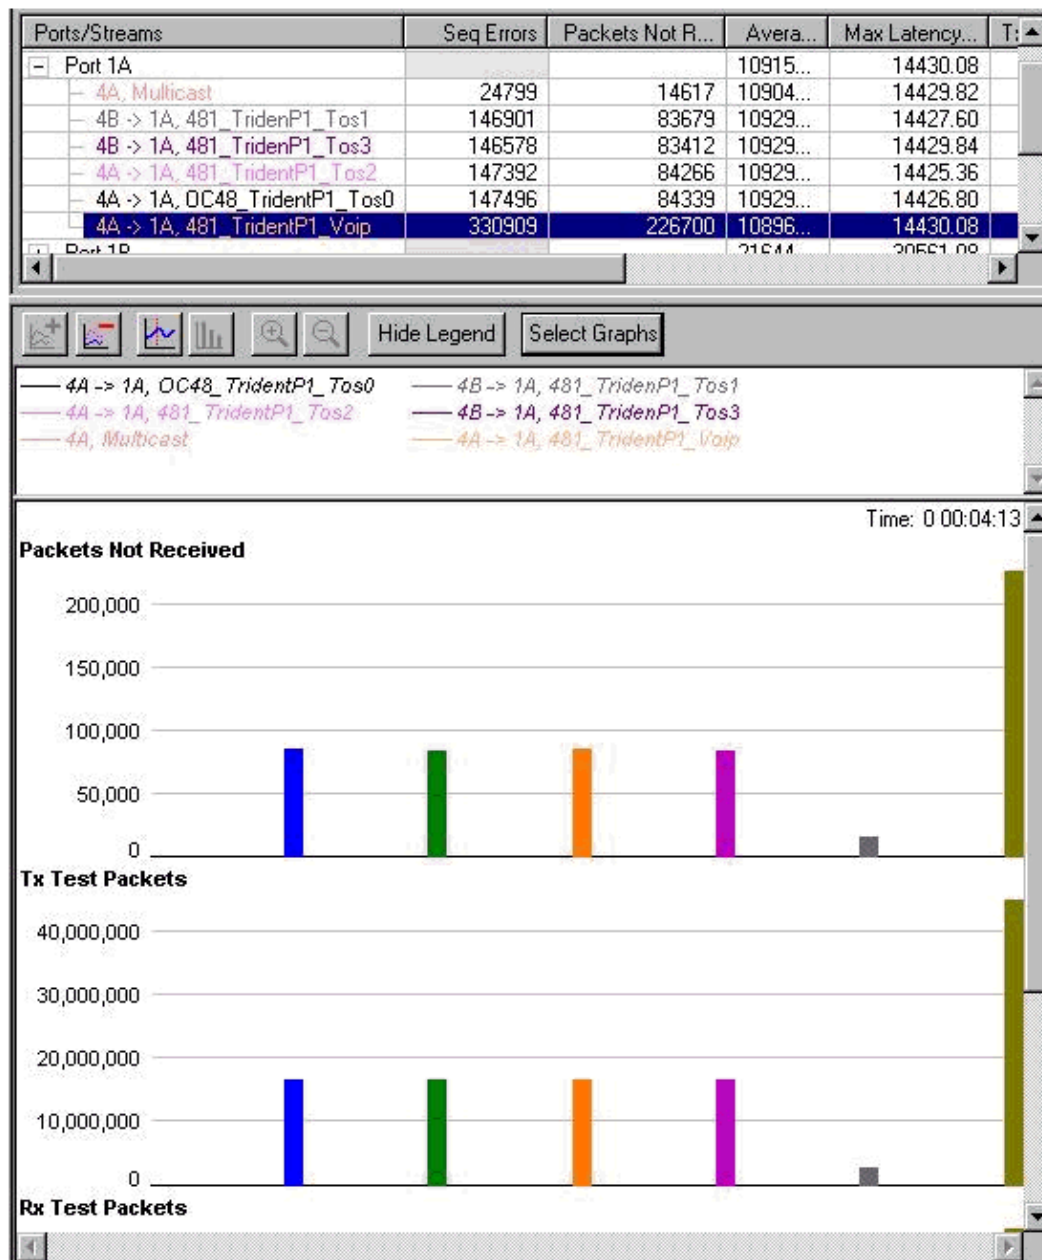 Ports/Streams Seq Errors Packets Not R... Avera... Max Latency...
Port 1A 10915... 14430.08
4A, Multicast 24799 14617 10904... 14429.82
4B -> 1A, 481_TridenP1_Tos1 146901 83679 10929... 14427.60
4B -> 1A, 481_TridenP1_Tos3 146578 83412 10929... 14429.84
4A -> 1A, 481_TridentP1_Tos2 147392 84266 10929... 14425.36
4A -> 1A, OC48_TridentP1_Tos0 147496 84339 10929... 14426.80
4A -> 1A, 481_TridentP1_Voip 330909 226700 10896... 14430.08
Port 1B 21644 30561.08
Hide Legend Select Graphs
4A -> 1A, OC48_TridentP1_Tos0 4B -> 1A, 481_TridenP1_Tos1
4A -> 1A, 481_TridentP1_Tos2 4B -> 1A, 481_TridenP1_Tos3
4A, Multicast 4A -> 1A, 481_TridentP1_Voip
Time: 0 00:04:13
Packets Not Received
200,000
150,000
100,000
50,000
0
Tx Test Packets
40,000,000
30,000,000
20,000,000
10,000,000
0
Rx Test Packets